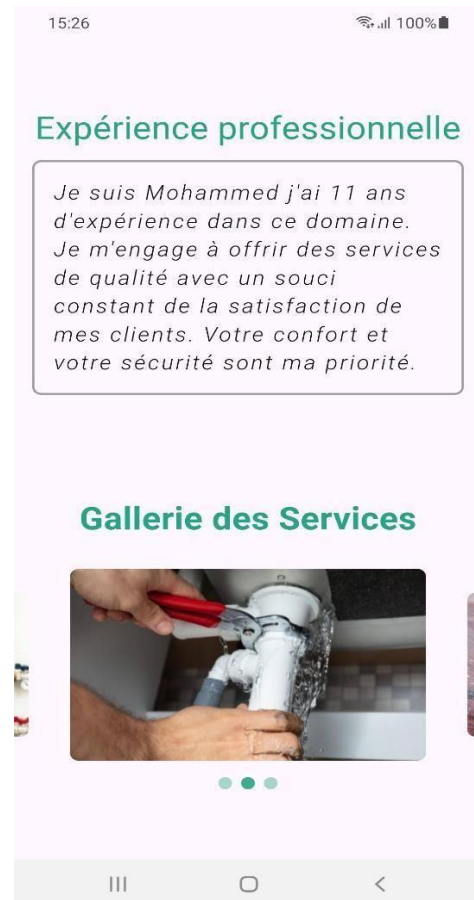 15:26
100%
Expérience professionnelle
Je suis Mohammed j'ai 11 ans
d'expérience dans ce domaine.
Je m'engage à offrir des services
de qualité avec un souci
constant de la satisfaction de
mes clients. Votre confort et
votre sécurité sont ma priorité.
Gallerie des Services